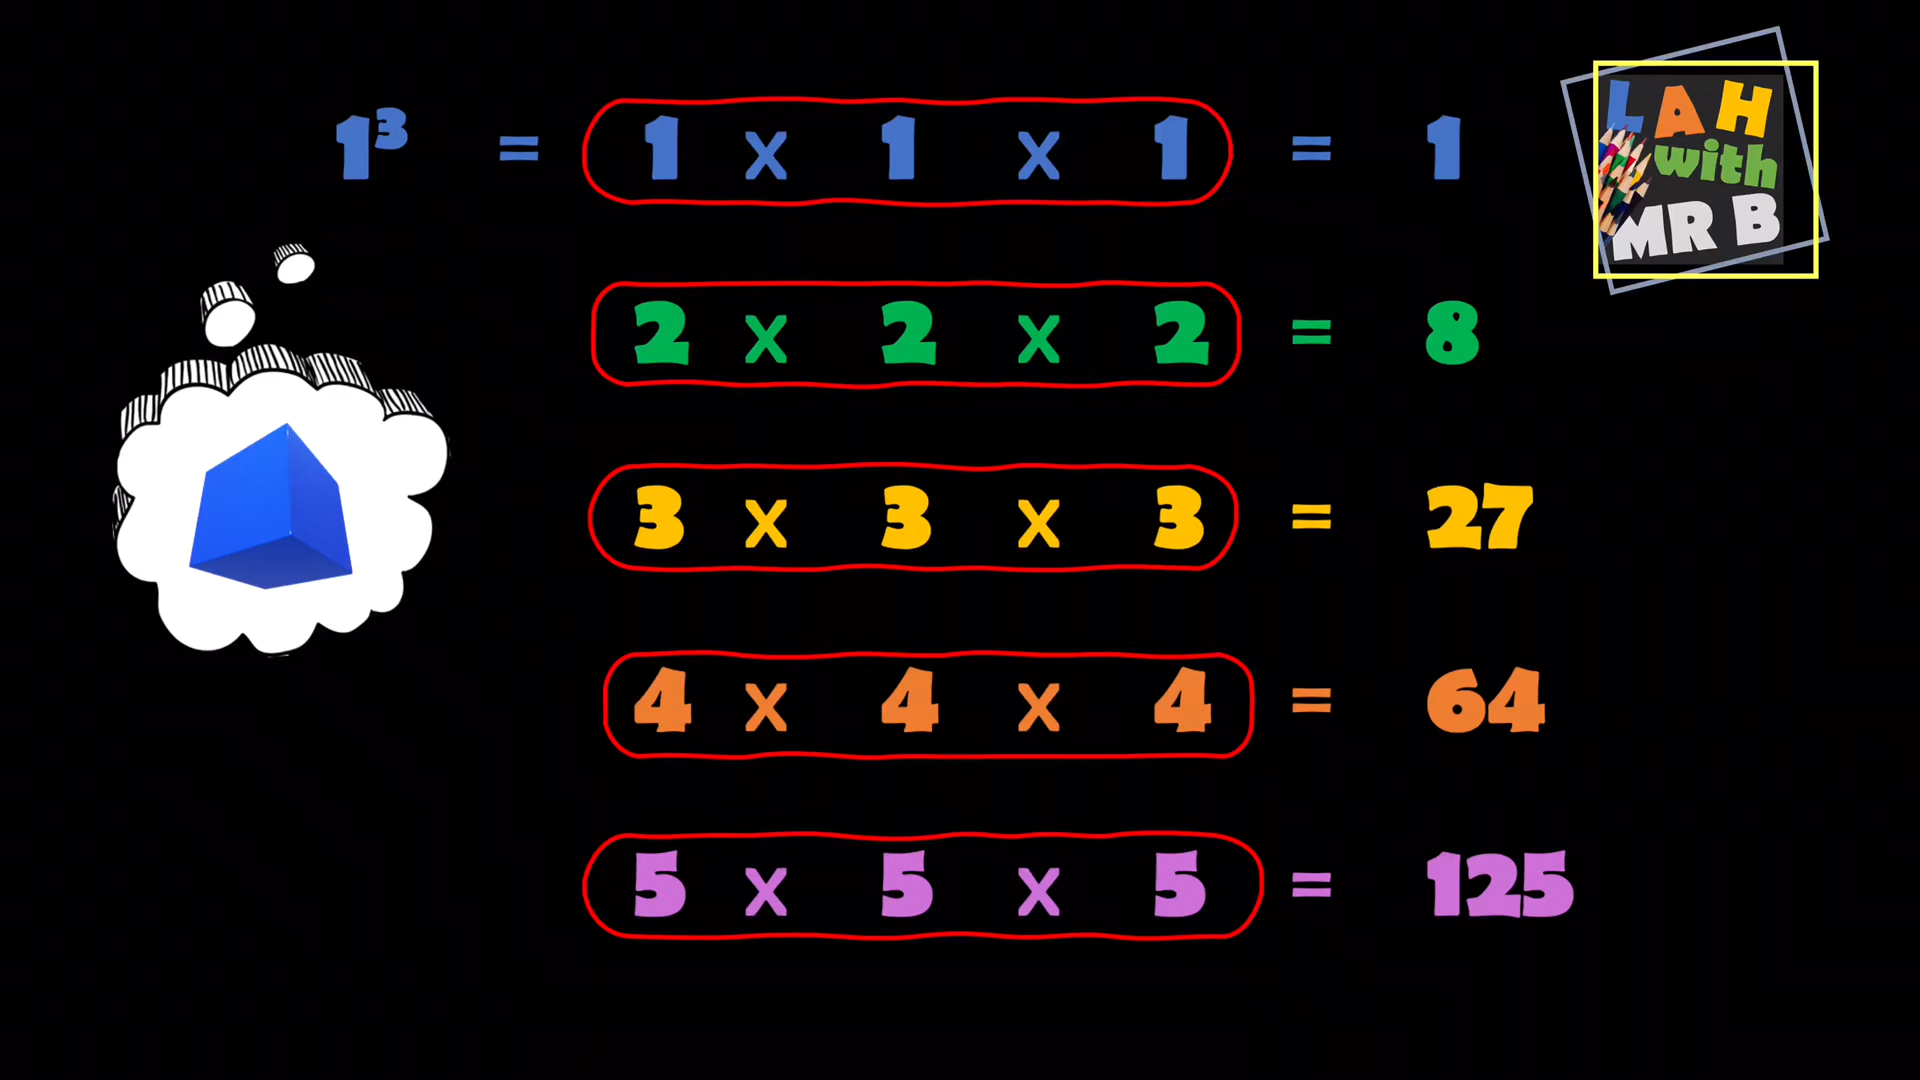 1³ = 1 x 1 x 1 = 1
2 x 2 x 2 = 8
3 x 3 x 3 = 27
4 x 4 x 4 = 64
5 x 5 x 5 = 125
LAH
with
MR B